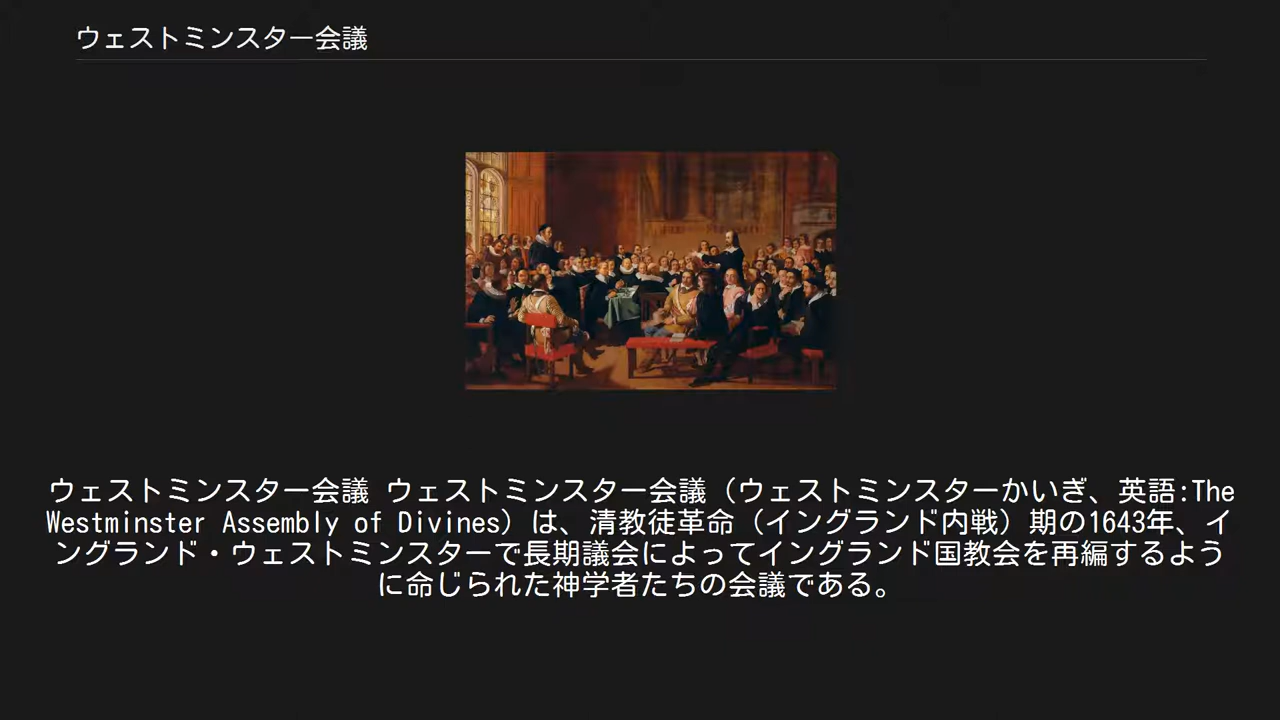 ウェストミンスター会議
ウェストミンスター会議 ウェストミンスター会議（ウェストミンスターかいぎ、英語:The
Westminster Assembly of Divines）は、清教徒革命（イングランド内戦）期の1643年、イ
ングランド・ウェストミンスターで長期議会によってイングランド国教会を再編するよう
に命じられた神学者たちの会議である。